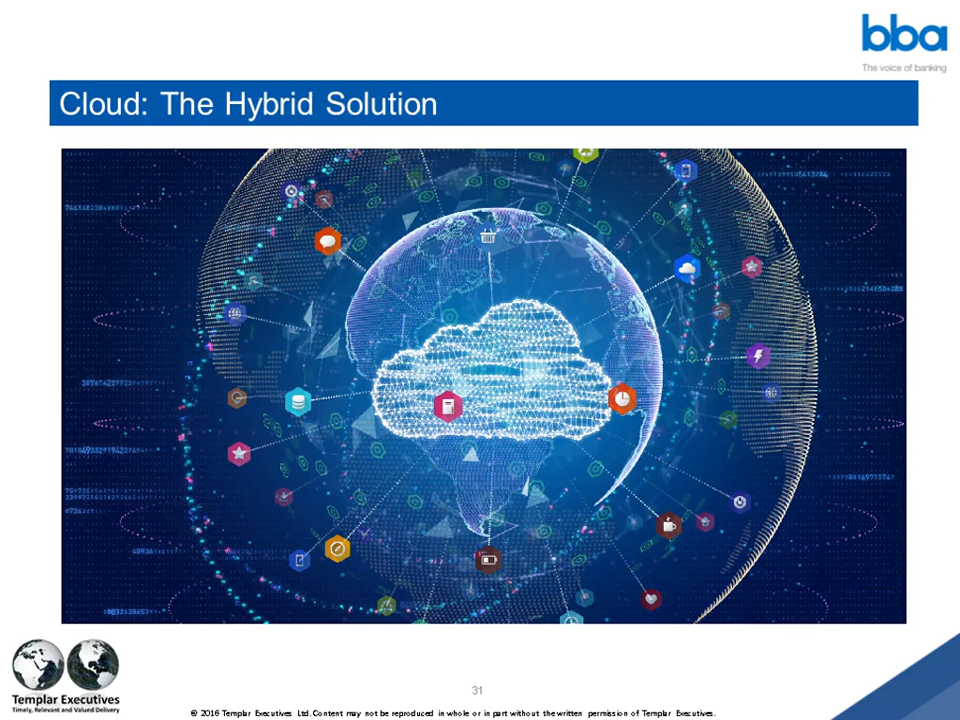 bba
The voice of banking
Cloud: The Hybrid Solution
Templar Executives
Timely, Relevant and Valued Delivery
31
© 2016 Templar Executives Ltd. Content may not be reproduced in whole or in part without the written permission of Templar Executives.